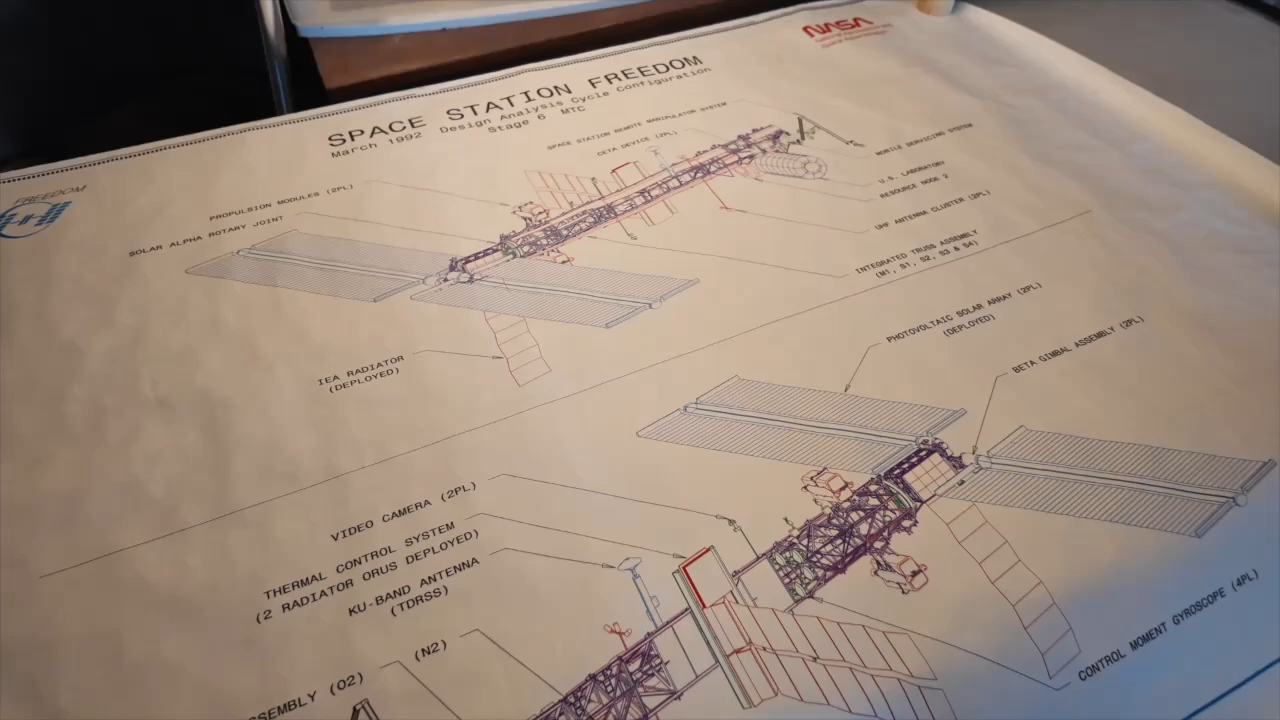 NASA
SPACE STATION FREEDOM
March 1992 Design Analysis Cycle Configuration
Stage 6 MTC
FREEDOM
SPACE STATION REMOTE MANIPULATOR SYSTEM
CETA DEVICE (2PL)
MOBILE SERVICING SYSTEM
U.S. LABORATORY
RESOURCE NODE 2
UHF ANTENNA CLUSTER (2PL)
INTEGRATED TRUSS ASSEMBLY
(M1, S1, S2, S3 & S4)
PROPULSION MODULES (2PL)
SOLAR ALPHA ROTARY JOINT
IEA RADIATOR
(DEPLOYED)
PHOTOVOLTAIC SOLAR ARRAY (2PL)
(DEPLOYED)
BETA GIMBAL ASSEMBLY (2PL)
VIDEO CAMERA (2PL)
THERMAL CONTROL SYSTEM
(2 RADIATOR ORUS DEPLOYED)
KU-BAND ANTENNA
(TDRSS)
CONTROL MOMENT GYROSCOPE (4PL)
(N2)
SSEMBLY (O2)